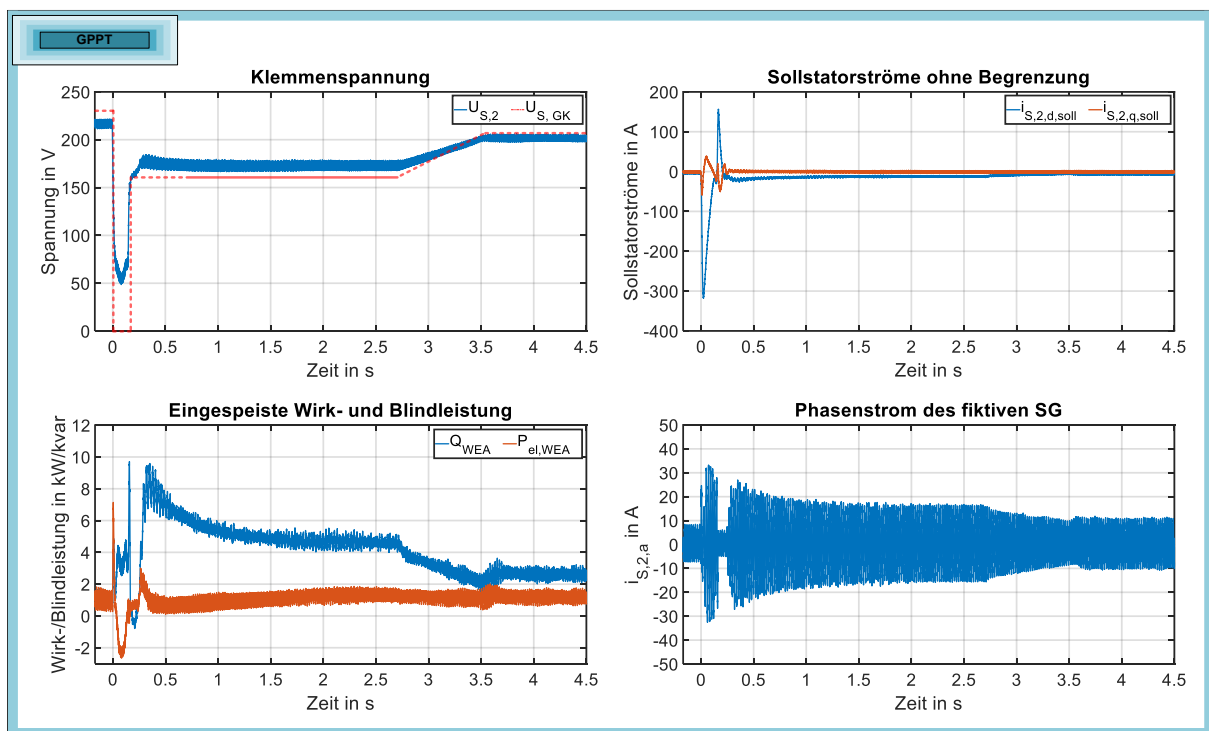 GPPT
Klemmenspannung
U_S,2 U_S, GK
Spannung in V
250
200
150
100
50
0
0 0.5 1 1.5 2 2.5 3 3.5 4 4.5
Zeit in s
Sollstatorströme ohne Begrenzung
i_S,2,d,soll i_S,2,q,soll
Sollstatorströme in A
200
100
0
-100
-200
-300
-400
0 0.5 1 1.5 2 2.5 3 3.5 4 4.5
Zeit in s
Eingespeiste Wirk- und Blindleistung
Q_WEA P_el,WEA
Wirk-/Blindleistung in kW/kvar
12
10
8
6
4
2
0
-2
0 0.5 1 1.5 2 2.5 3 3.5 4 4.5
Zeit in s
Phasenstrom des fiktiven SG
i_S,2,a in A
50
40
30
20
10
0
-10
-20
-30
-40
-50
0 0.5 1 1.5 2 2.5 3 3.5 4 4.5
Zeit in s